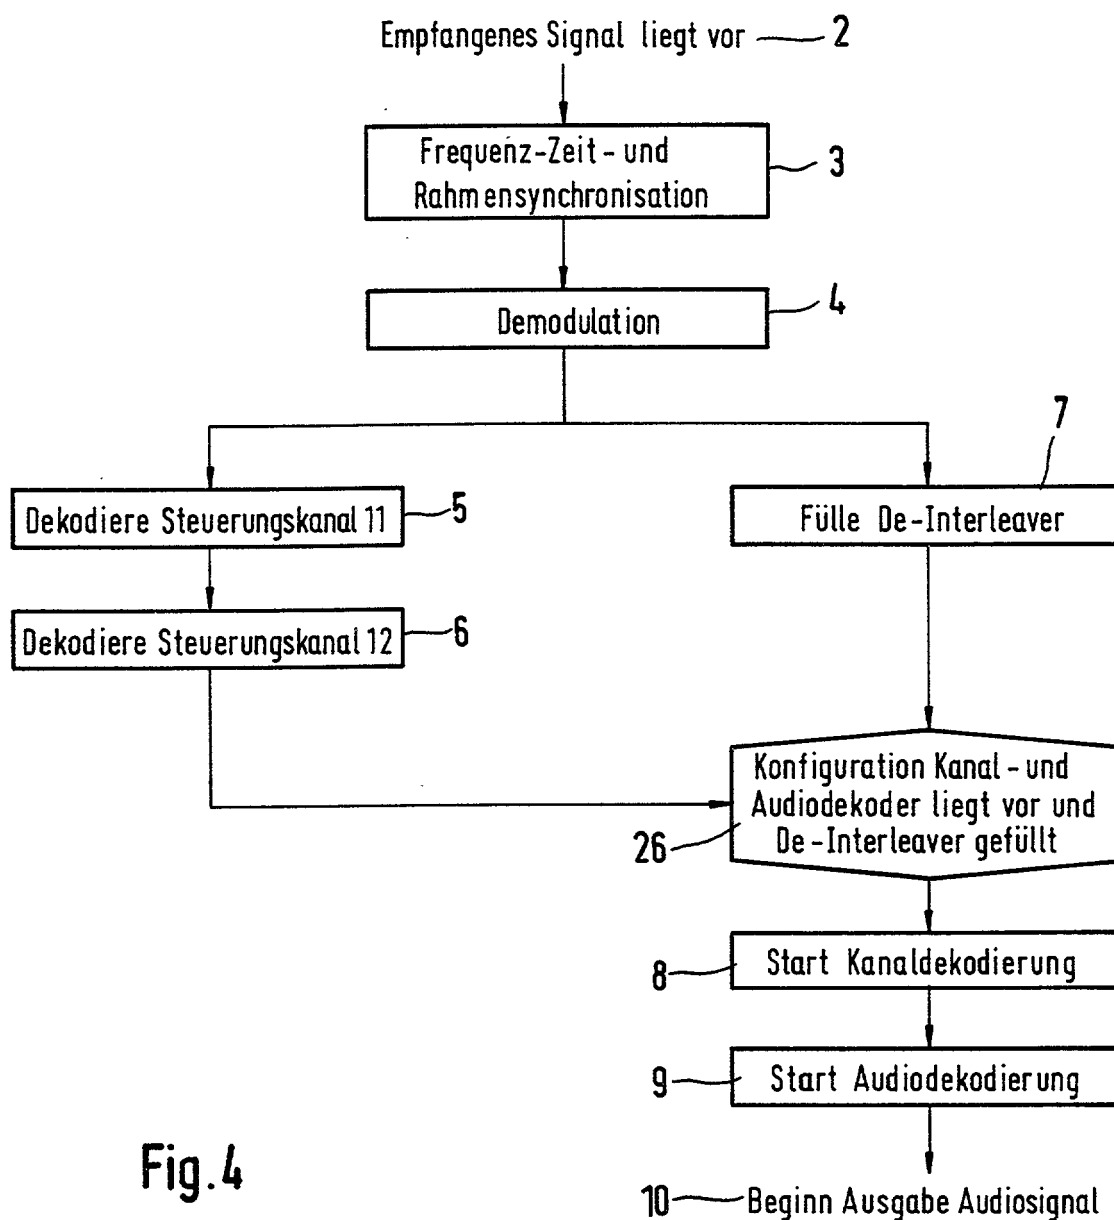 Empfangenes Signal liegt vor 2
Frequenz-Zeit- und
Rahmensynchronisation
3
Demodulation
4
Dekodiere Steuerungskanal 11
5
Dekodiere Steuerungskanal 12
6
7
Fülle De-Interleaver
Konfiguration Kanal- und
Audiodekoder liegt vor und
De-Interleaver gefüllt
26
8
Start Kanaldekodierung
9
Start Audiodekodierung
10 Beginn Ausgabe Audiosignal
Fig. 4